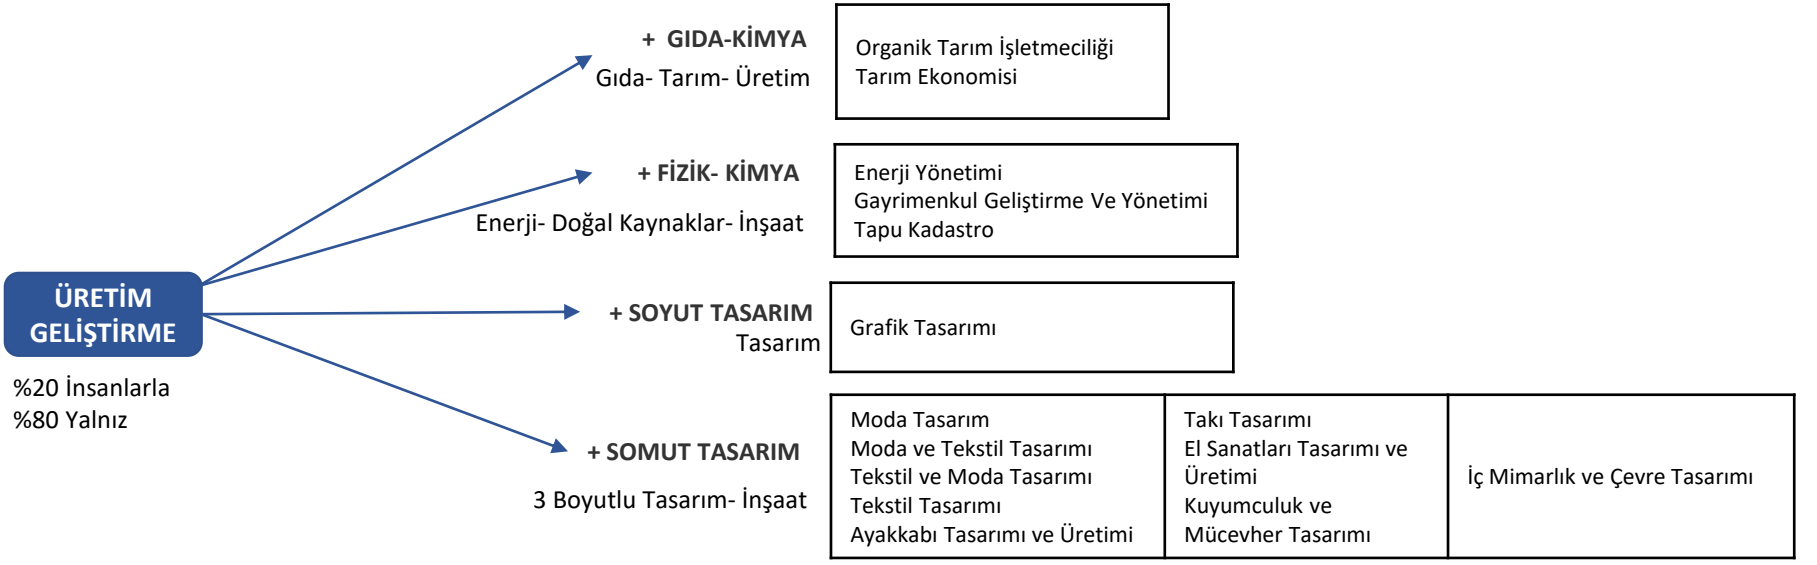 ÜRETİM
GELİŞTİRME
%20 İnsanlarla
%80 Yalnız
+ GIDA-KİMYA
Gıda- Tarım- Üretim
Organik Tarım İşletmeciliği
Tarım Ekonomisi
+ FİZİK- KİMYA
Enerji- Doğal Kaynaklar- İnşaat
Enerji Yönetimi
Gayrimenkul Geliştirme Ve Yönetimi
Tapu Kadastro
+ SOYUT TASARIM
Tasarım
Grafik Tasarımı
+ SOMUT TASARIM
3 Boyutlu Tasarım- İnşaat
Moda Tasarım
Moda ve Tekstil Tasarımı
Tekstil ve Moda Tasarımı
Tekstil Tasarımı
Ayakkabı Tasarımı ve Üretimi
Takı Tasarımı
El Sanatları Tasarımı ve
Üretimi
Kuyumculuk ve
Mücevher Tasarımı
İç Mimarlık ve Çevre Tasarımı